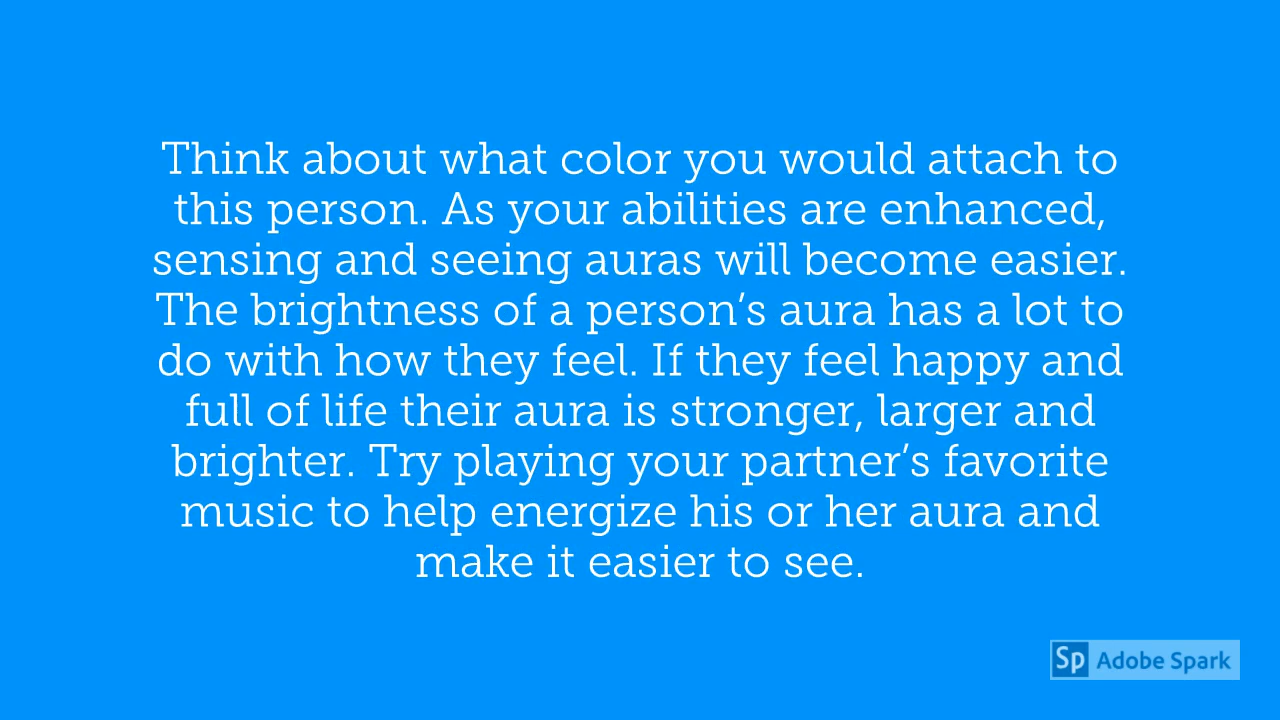 Think about what color you would attach to
this person. As your abilities are enhanced,
sensing and seeing auras will become easier.
The brightness of a person’s aura has a lot to
do with how they feel. If they feel happy and
full of life their aura is stronger, larger and
brighter. Try playing your partner’s favorite
music to help energize his or her aura and
make it easier to see.
Sp Adobe Spark